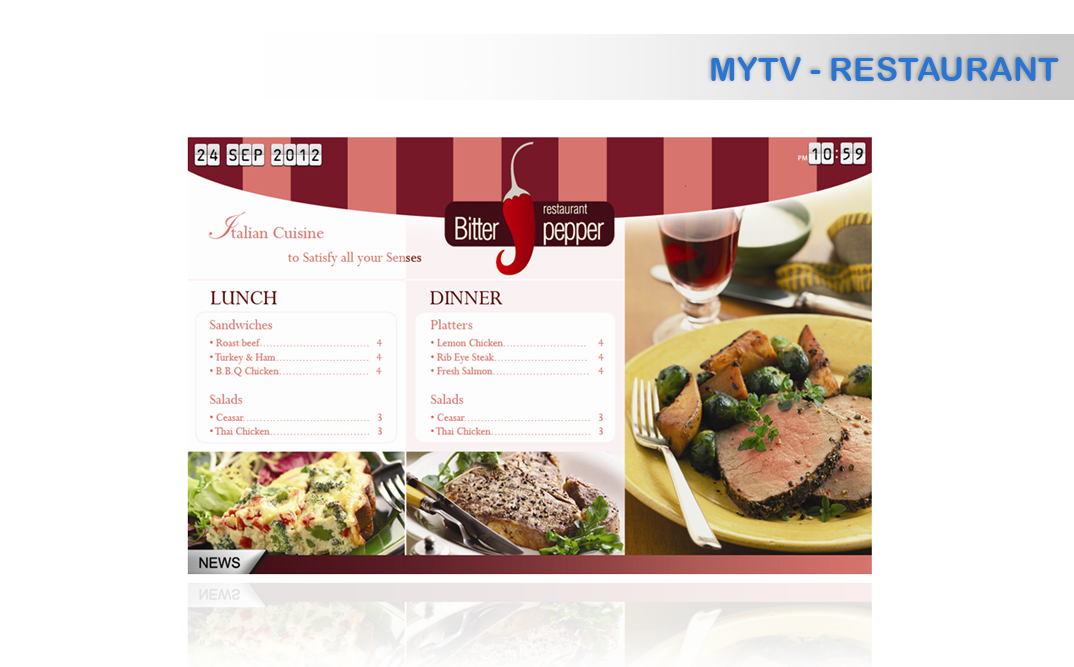 MYTV - RESTAURANT
24 SEP 2012
PM 10:59
restaurant
Bitter pepper
Italian Cuisine
to Satisfy all your Senses
LUNCH
Sandwiches
• Roast beef................................ 4
• Turkey & Ham........................... 4
• B.B.Q Chicken.......................... 4
Salads
• Ceasar..................................... 3
• Thai Chicken............................. 3
DINNER
Platters
• Lemon Chicken........................ 4
• Rib Eye Steak............................ 4
• Fresh Salmon............................ 4
Salads
• Ceasar..................................... 3
• Thai Chicken............................. 3
NEWS
NEWS